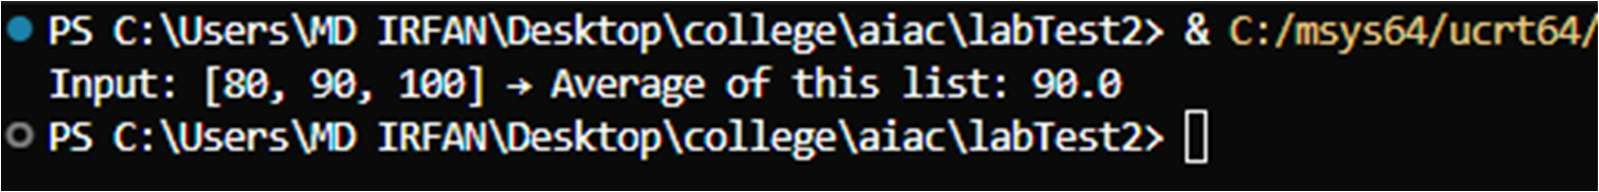 PS C:\Users\MD IRFAN\Desktop\college\aiac\labTest2> & C:/msys64/ucrt64/
Input: [80, 90, 100] → Average of this list: 90.0
PS C:\Users\MD IRFAN\Desktop\college\aiac\labTest2>